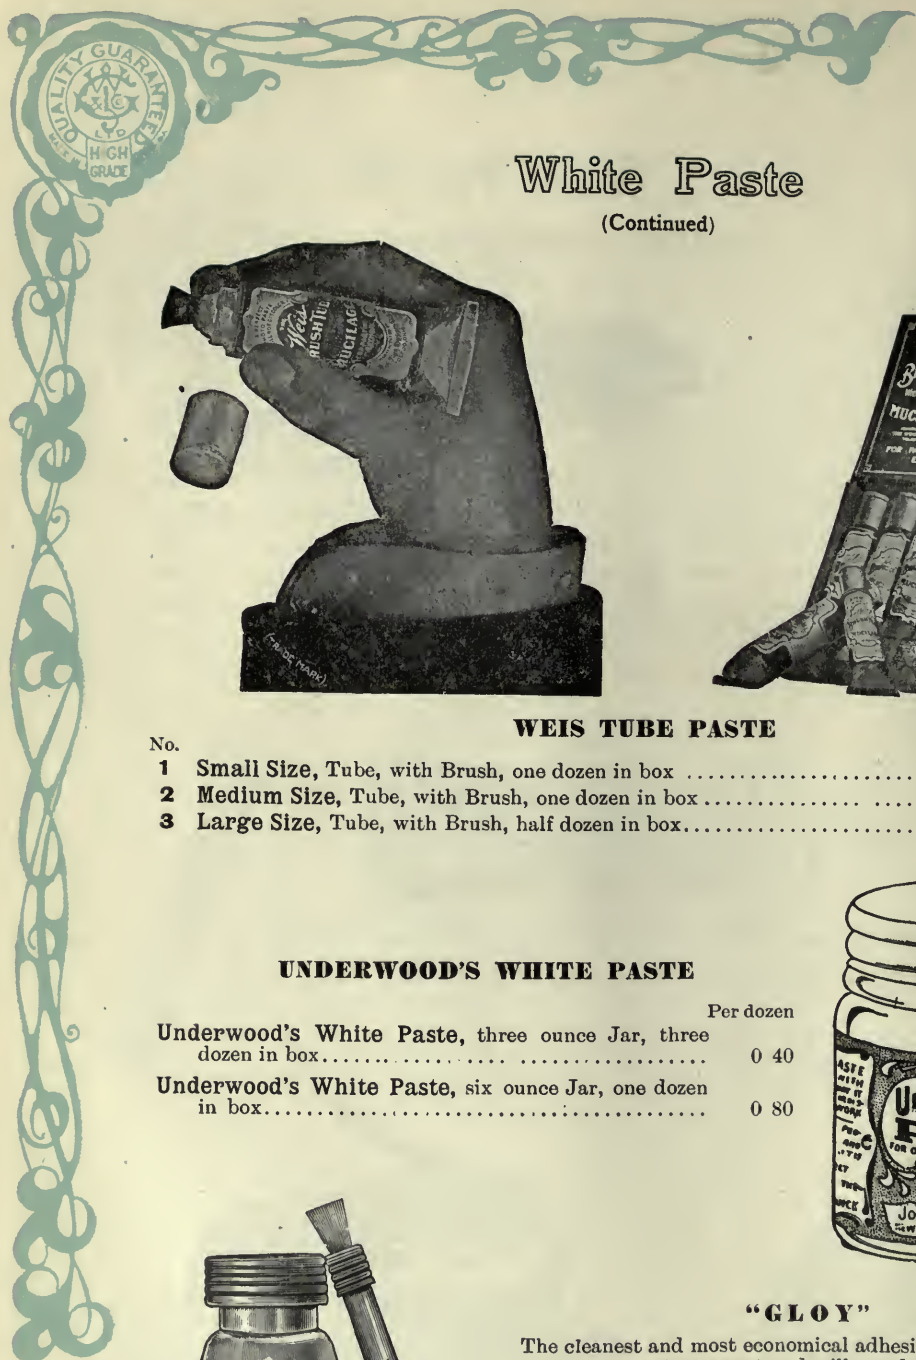 QUALITY GUARANTEED
LTD
HIGH
GRADE
White Paste
(Continued)
Weis
MUCILAGE
(TRADE MARK)
WEIS TUBE PASTE
No.
1 Small Size, Tube, with Brush, one dozen in box
2 Medium Size, Tube, with Brush, one dozen in box
3 Large Size, Tube, with Brush, half dozen in box
UNDERWOOD'S WHITE PASTE
Per dozen
Underwood's White Paste, three ounce Jar, three
dozen in box 0 40
Underwood's White Paste, six ounce Jar, one dozen
in box 0 80
"GLOY"
The cleanest and most economical adhesi